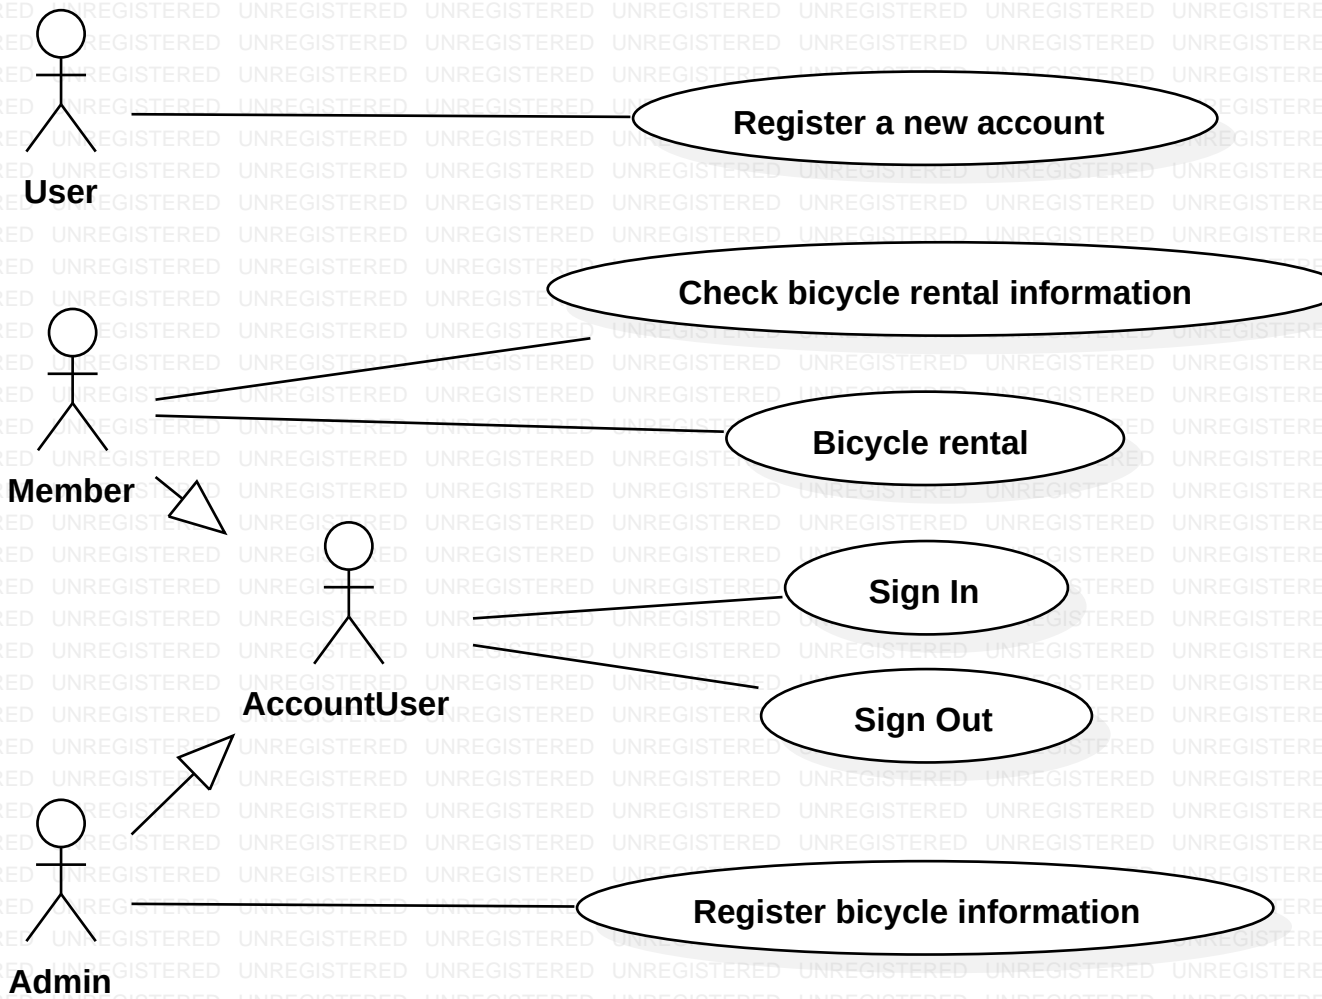 Register a new account
User
Check bicycle rental information
Bicycle rental
Member
Sign In
AccountUser
Sign Out
Register bicycle information
Admin
UNREGISTERED